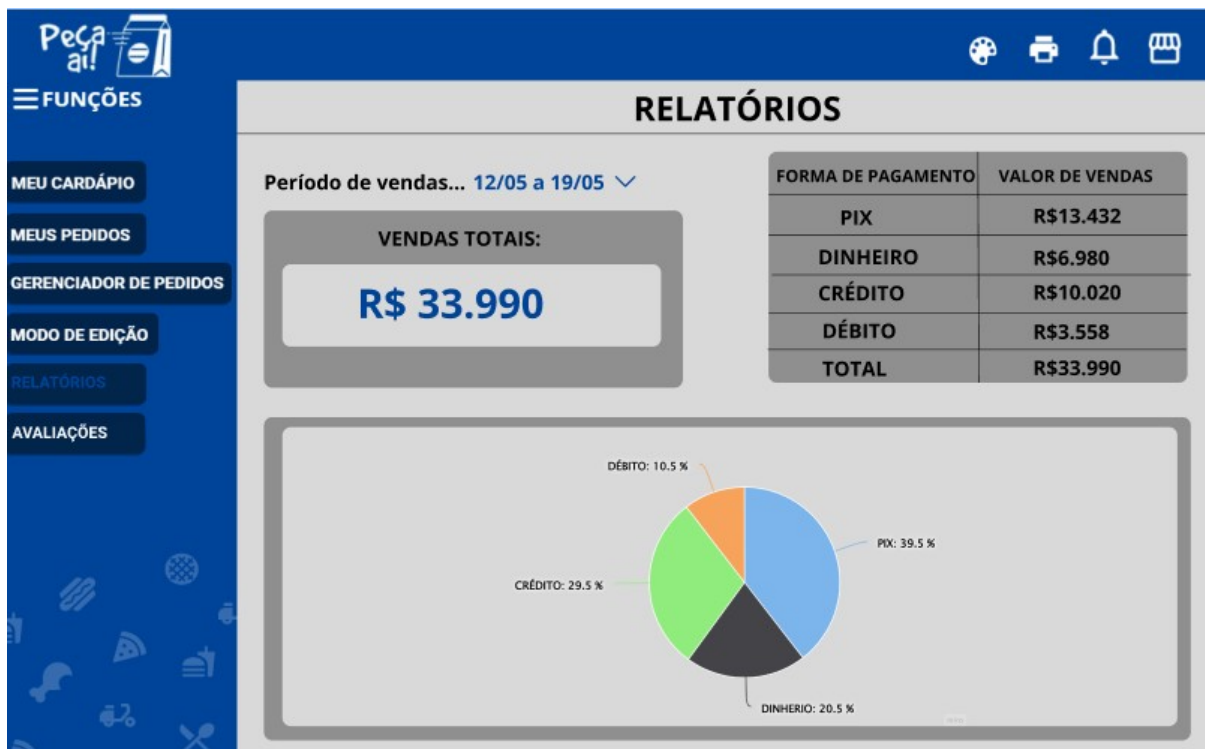 Peça
aí!
FUNÇÕES
MEU CARDÁPIO
MEUS PEDIDOS
GERENCIADOR DE PEDIDOS
MODO DE EDIÇÃO
RELATÓRIOS
AVALIAÇÕES
RELATÓRIOS
Período de vendas... 12/05 a 19/05
VENDAS TOTAIS:
R$ 33.990
FORMA DE PAGAMENTO VALOR DE VENDAS
PIX R$13.432
DINHEIRO R$6.980
CRÉDITO R$10.020
DÉBITO R$3.558
TOTAL R$33.990
DÉBITO: 10.5 %
PIX: 39.5 %
CRÉDITO: 29.5 %
DINHERIO: 20.5 %